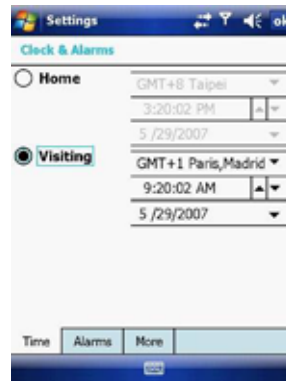 Settings
ok
Clock & Alarms
Home
GMT+8 Taipei
3:20:02 PM
5 /29/2007
Visiting
GMT+1 Paris,Madrid
9:20:02 AM
5 /29/2007
Time
Alarms
More